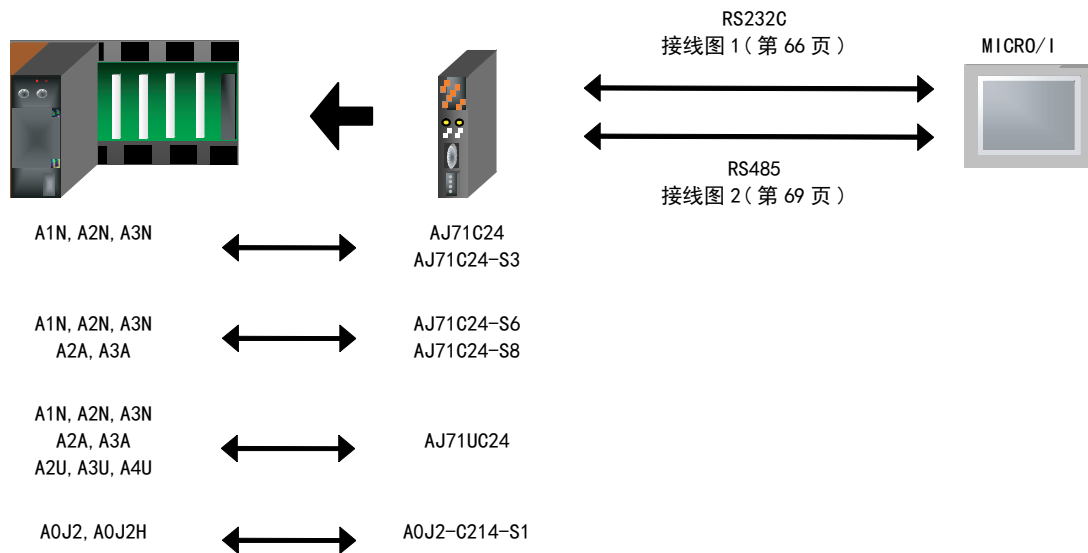 RS232C
接线图 1(第 66 页)
MICRO/I
RS485
接线图 2(第 69 页)
A1N, A2N, A3N
AJ71C24
AJ71C24-S3
A1N, A2N, A3N
A2A, A3A
AJ71C24-S6
AJ71C24-S8
A1N, A2N, A3N
A2A, A3A
A2U, A3U, A4U
AJ71UC24
A0J2, A0J2H
A0J2-C214-S1